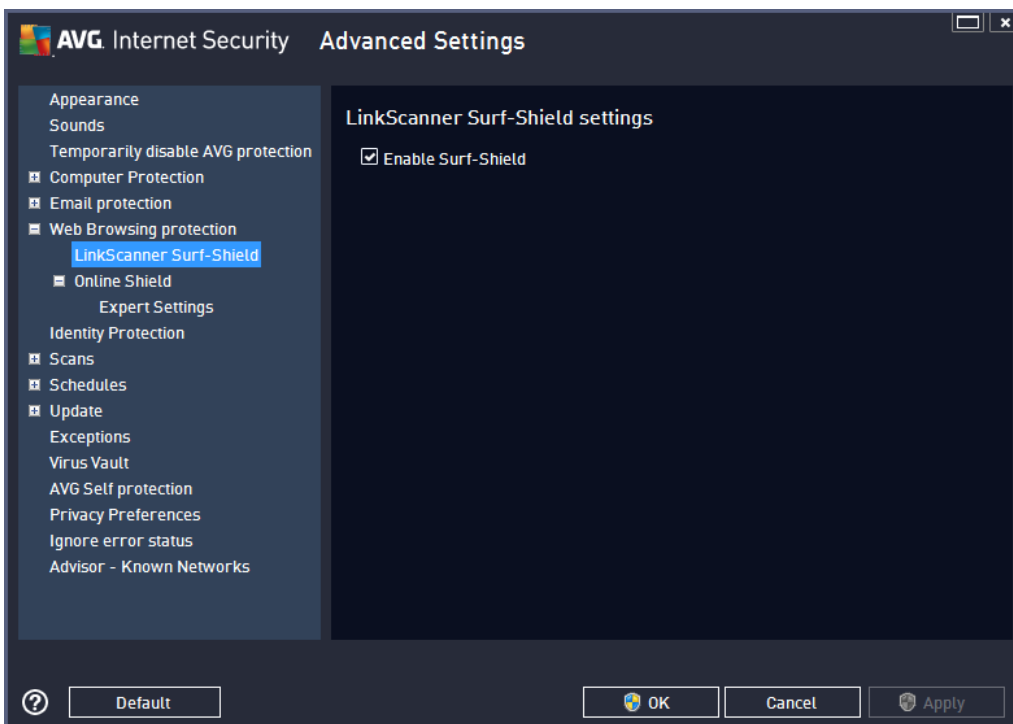 AVG. Internet Security Advanced Settings
Appearance
Sounds
Temporarily disable AVG protection
Computer Protection
Email protection
Web Browsing protection
LinkScanner Surf-Shield
Online Shield
Expert Settings
Identity Protection
Scans
Schedules
Update
Exceptions
Virus Vault
AVG Self protection
Privacy Preferences
Ignore error status
Advisor - Known Networks
LinkScanner Surf-Shield settings
Enable Surf-Shield
? Default OK Cancel Apply